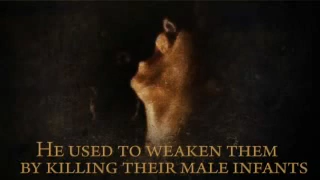 He used to weaken them
by killing their male infants